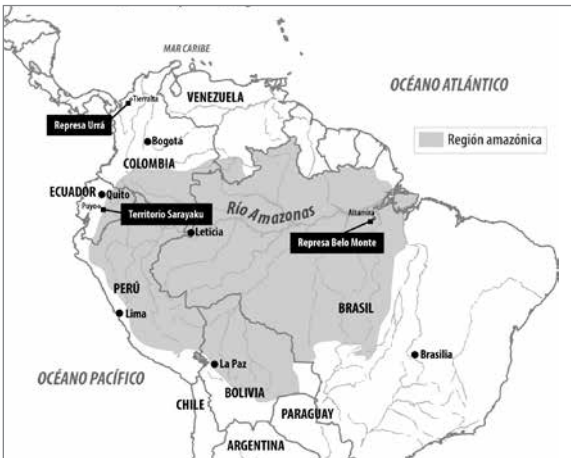 MAR CARIBE
OCÉANO ATLÁNTICO
Tierralta
VENEZUELA
Represa Urrá
Región amazónica
Bogotá
COLOMBIA
ECUADOR
Quito
Puyo
Territorio Sarayaku
Río Amazonas
Altamira
Leticia
Represa Belo Monte
PERÚ
BRASIL
Lima
Brasilia
La Paz
OCÉANO PACÍFICO
BOLIVIA
CHILE
PARAGUAY
ARGENTINA